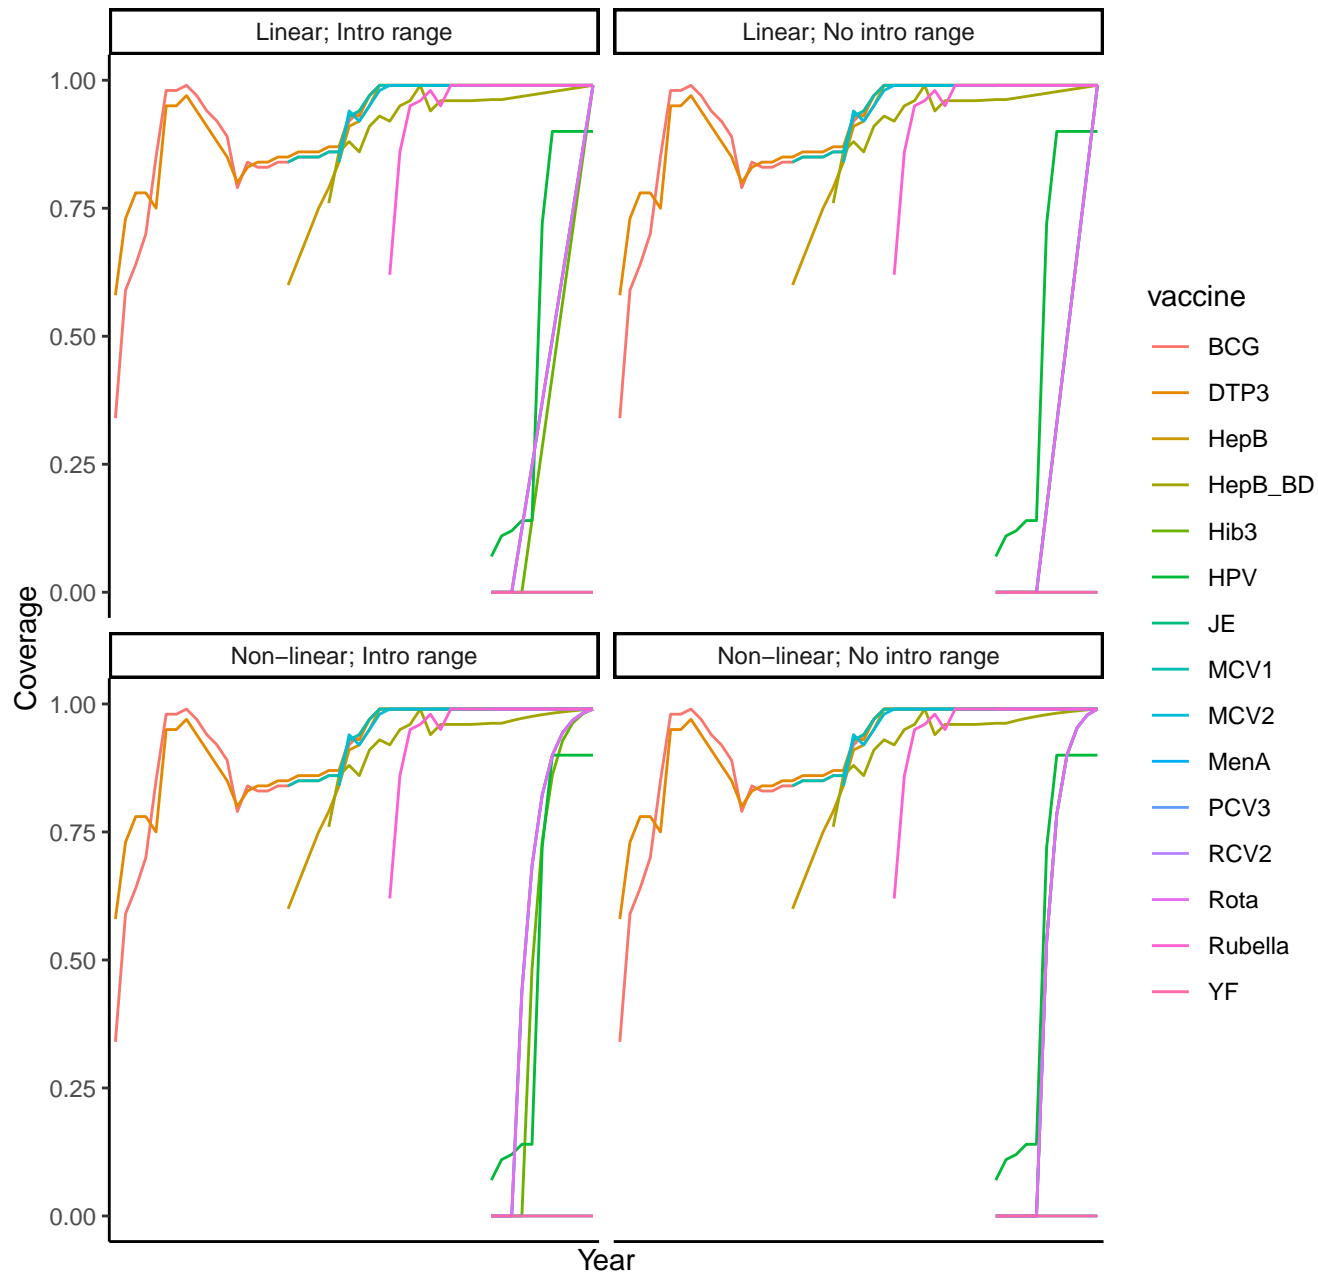 Linear; Intro range
Linear; No intro range
1.00
0.75
0.50
0.25
0.00
Non−linear; Intro range
Non−linear; No intro range
1.00
0.75
0.50
0.25
0.00
Coverage
Year
vaccine
BCG
DTP3
HepB
HepB_BD
Hib3
HPV
JE
MCV1
MCV2
MenA
PCV3
RCV2
Rota
Rubella
YF